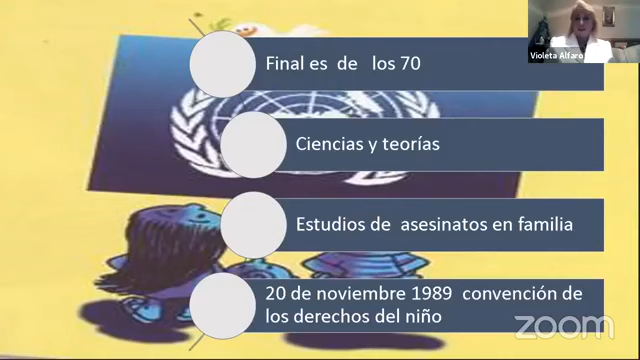 Violeta Alfaro
Final es de los 70
Ciencias y teorías
Estudios de asesinatos en familia
20 de noviembre 1989 convención de
los derechos del niño
zoom